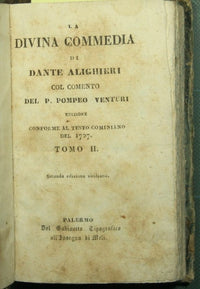 LA
DIVINA COMMEDIA
DI
DANTE ALIGHIERI
COL COMENTO
DEL P. POMPEO VENTURI
EDIZIONE
CONFORME AL TESTO COMINIANO
DEL 1727.
TOMO II.
Seconda edizione siciliana.
PALERMO
Dal Gabinetto Tipografico
all'Insegna di Meli.